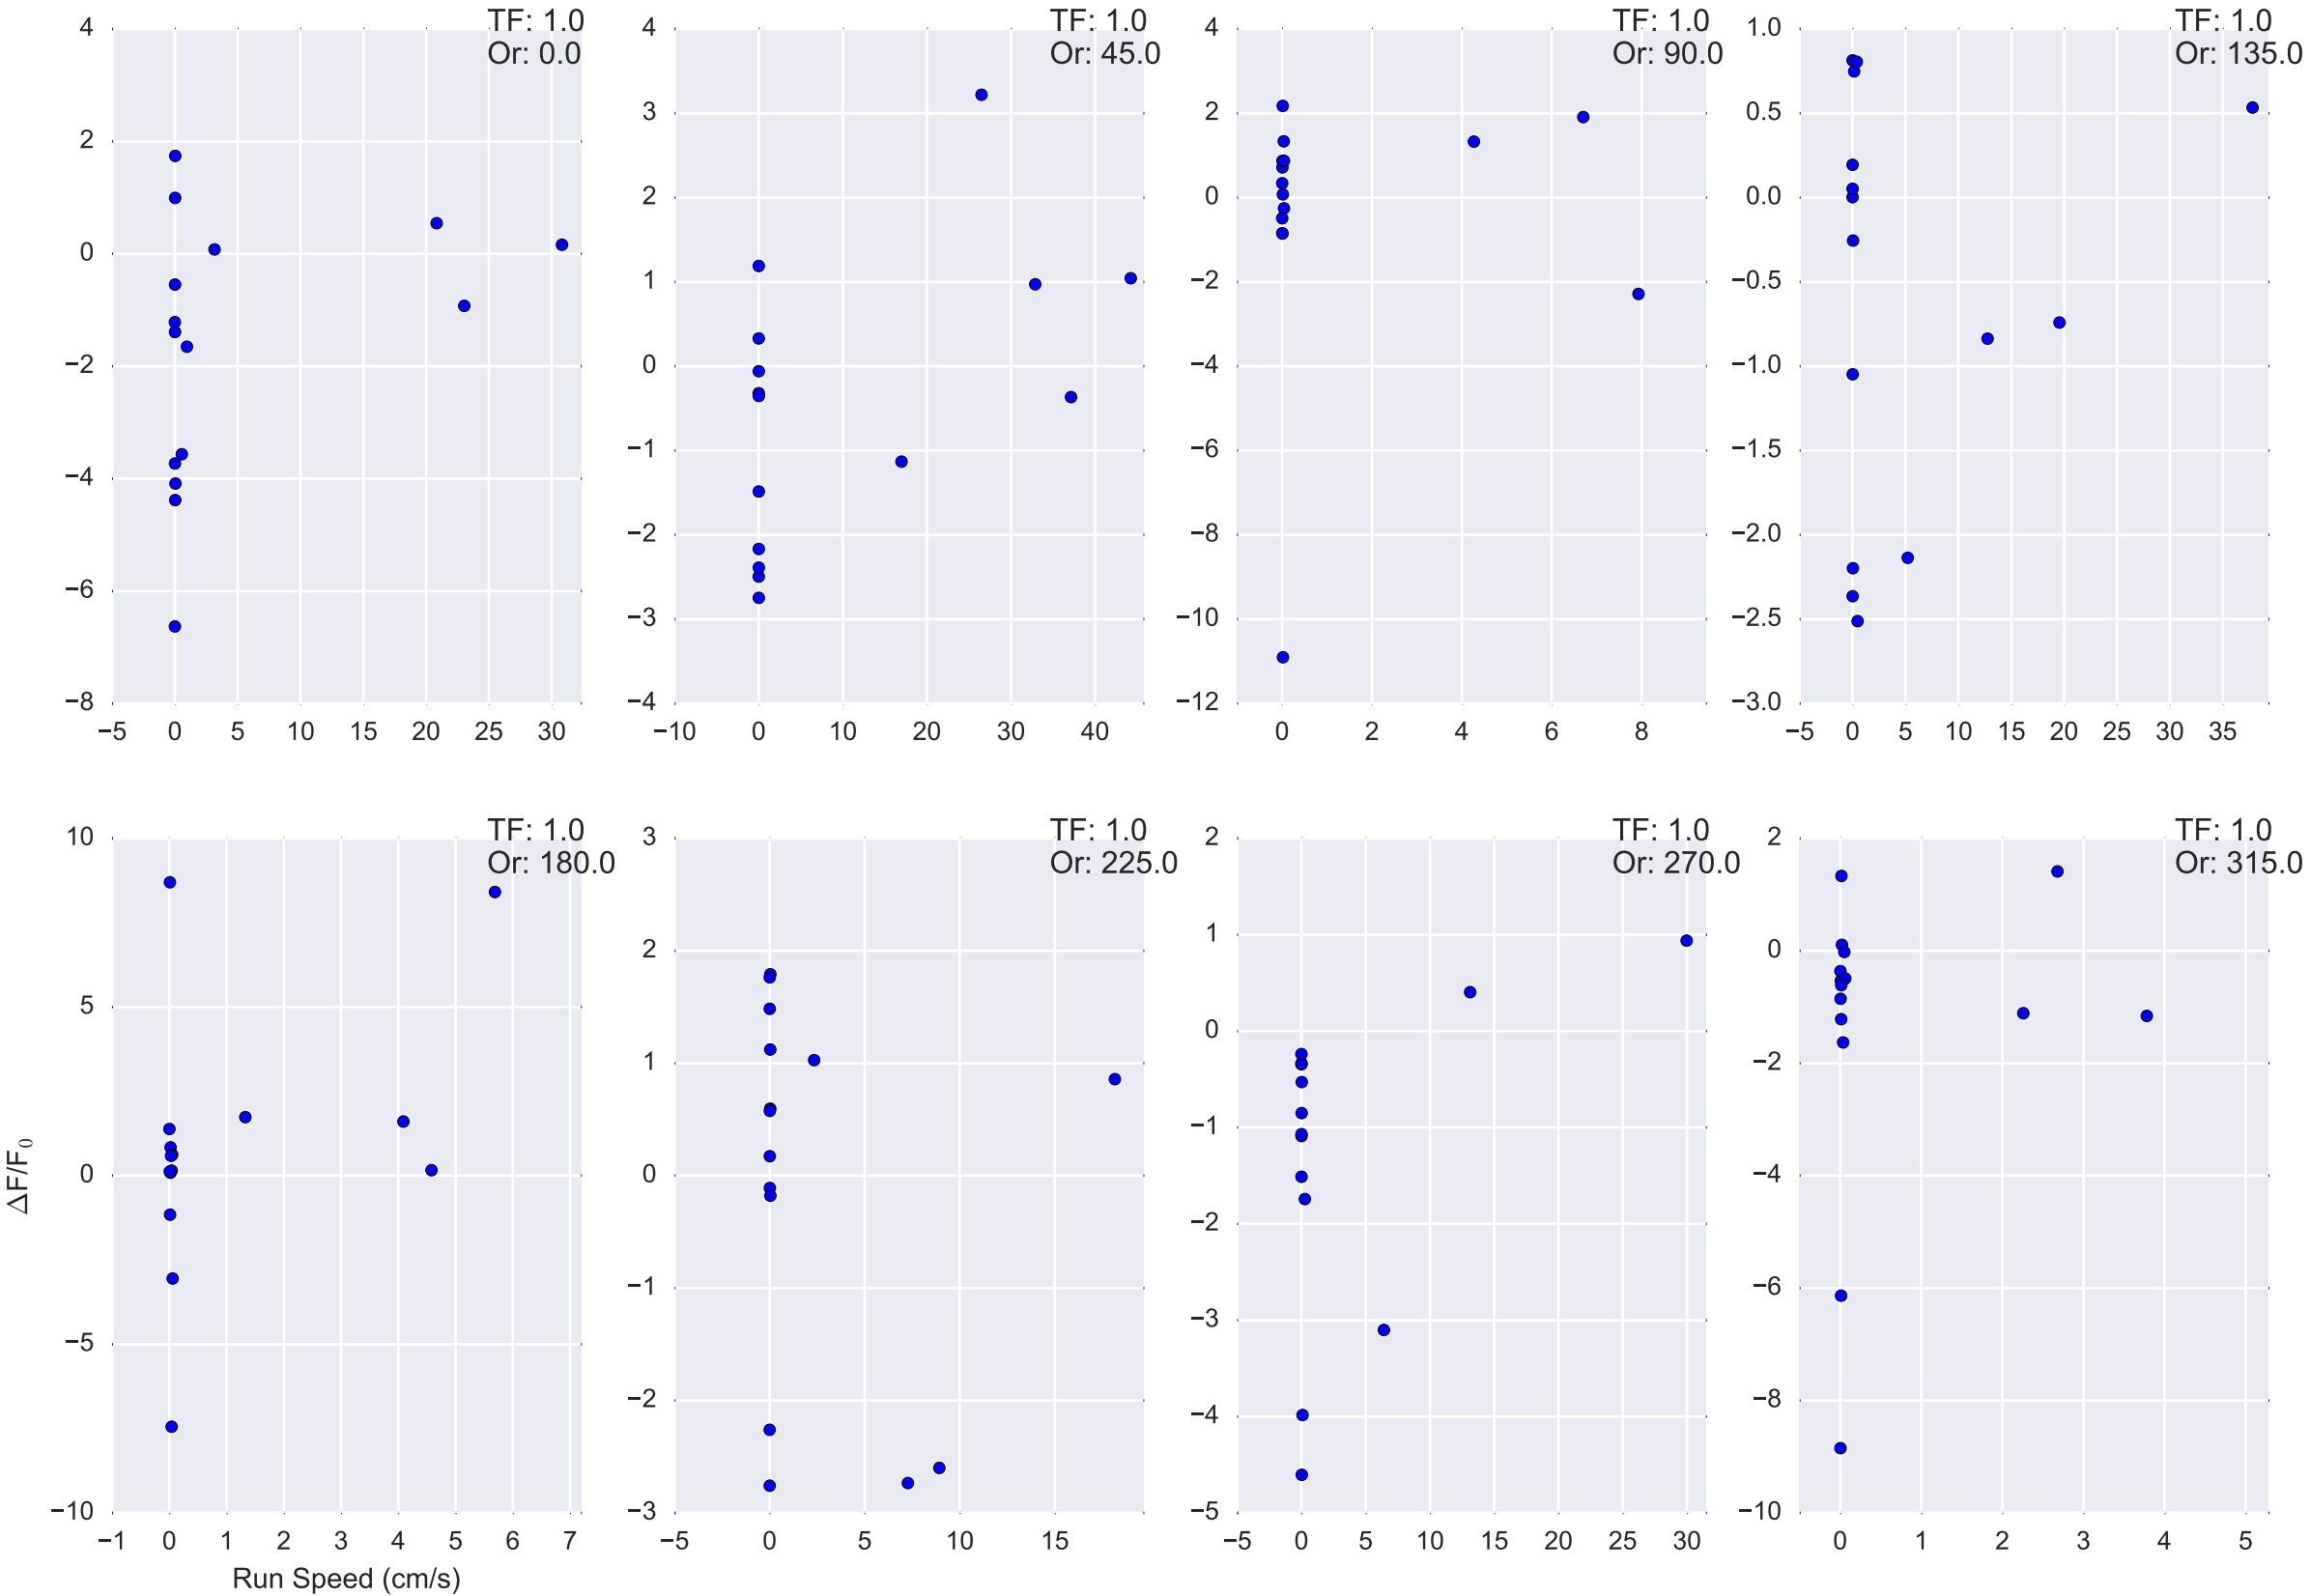 TF: 1.0
Or: 0.0
4
2
0
−2
−4
−6
−8
−5 0 5 10 15 20 25 30
TF: 1.0
Or: 45.0
4
3
2
1
0
−1
−2
−3
−4
−10 0 10 20 30 40
TF: 1.0
Or: 90.0
4
2
0
−2
−4
−6
−8
−10
−12
0 2 4 6 8
TF: 1.0
Or: 135.0
1.0
0.5
0.0
−0.5
−1.0
−1.5
−2.0
−2.5
−3.0
−5 0 5 10 15 20 25 30 35
TF: 1.0
Or: 180.0
10
5
0
−5
−10
−1 0 1 2 3 4 5 6 7
Run Speed (cm/s)
ΔF/F₀
TF: 1.0
Or: 225.0
3
2
1
0
−1
−2
−3
−5 0 5 10 15
TF: 1.0
Or: 270.0
2
1
0
−1
−2
−3
−4
−5
−5 0 5 10 15 20 25 30
TF: 1.0
Or: 315.0
2
0
−2
−4
−6
−8
−10
0 1 2 3 4 5